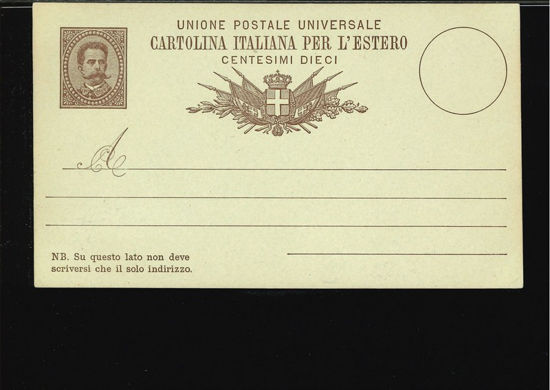 UNIONE POSTALE UNIVERSALE
CARTOLINA ITALIANA PER L'ESTERO
CENTESIMI DIECI
A
NB. Su questo lato non deve
scriversi che il solo indirizzo.